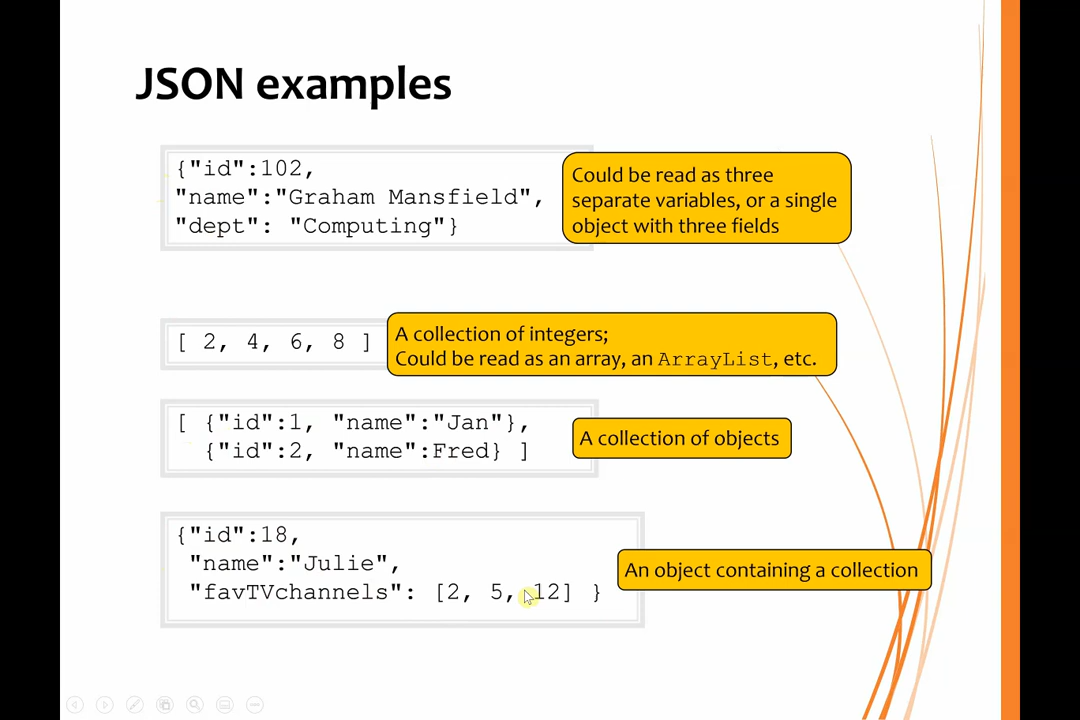 JSON examples
{"id":102,
"name":"Graham Mansfield",
"dept": "Computing"}
Could be read as three
separate variables, or a single
object with three fields
[ 2, 4, 6, 8 ]
A collection of integers;
Could be read as an array, an ArrayList, etc.
[ {"id":1, "name":"Jan"},
{"id":2, "name":Fred} ]
A collection of objects
{"id":18,
"name":"Julie",
"favTVchannels": [2, 5, 12] }
An object containing a collection